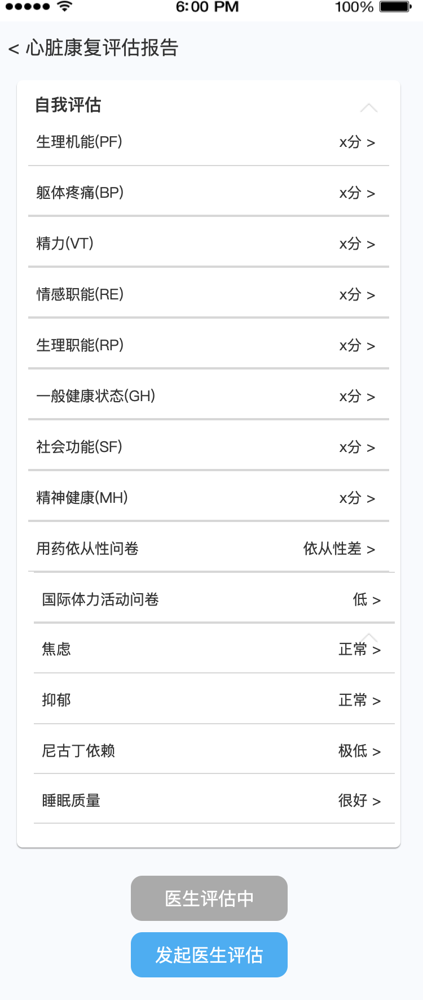 6:00 PM 100%
< 心脏康复评估报告
自我评估
生理机能(PF) x分 >
躯体疼痛(BP) x分 >
精力(VT) x分 >
情感职能(RE) x分 >
生理职能(RP) x分 >
一般健康状态(GH) x分 >
社会功能(SF) x分 >
精神健康(MH) x分 >
用药依从性问卷 依从性差 >
国际体力活动问卷 低 >
焦虑 正常 >
抑郁 正常 >
尼古丁依赖 极低 >
睡眠质量 很好 >
医生评估中
发起医生评估